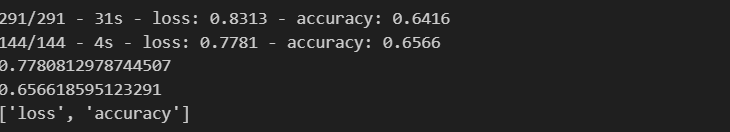 291/291 - 31s - loss: 0.8313 - accuracy: 0.6416
144/144 - 4s - loss: 0.7781 - accuracy: 0.6566
0.7780812978744507
0.656618595123291
['loss', 'accuracy']